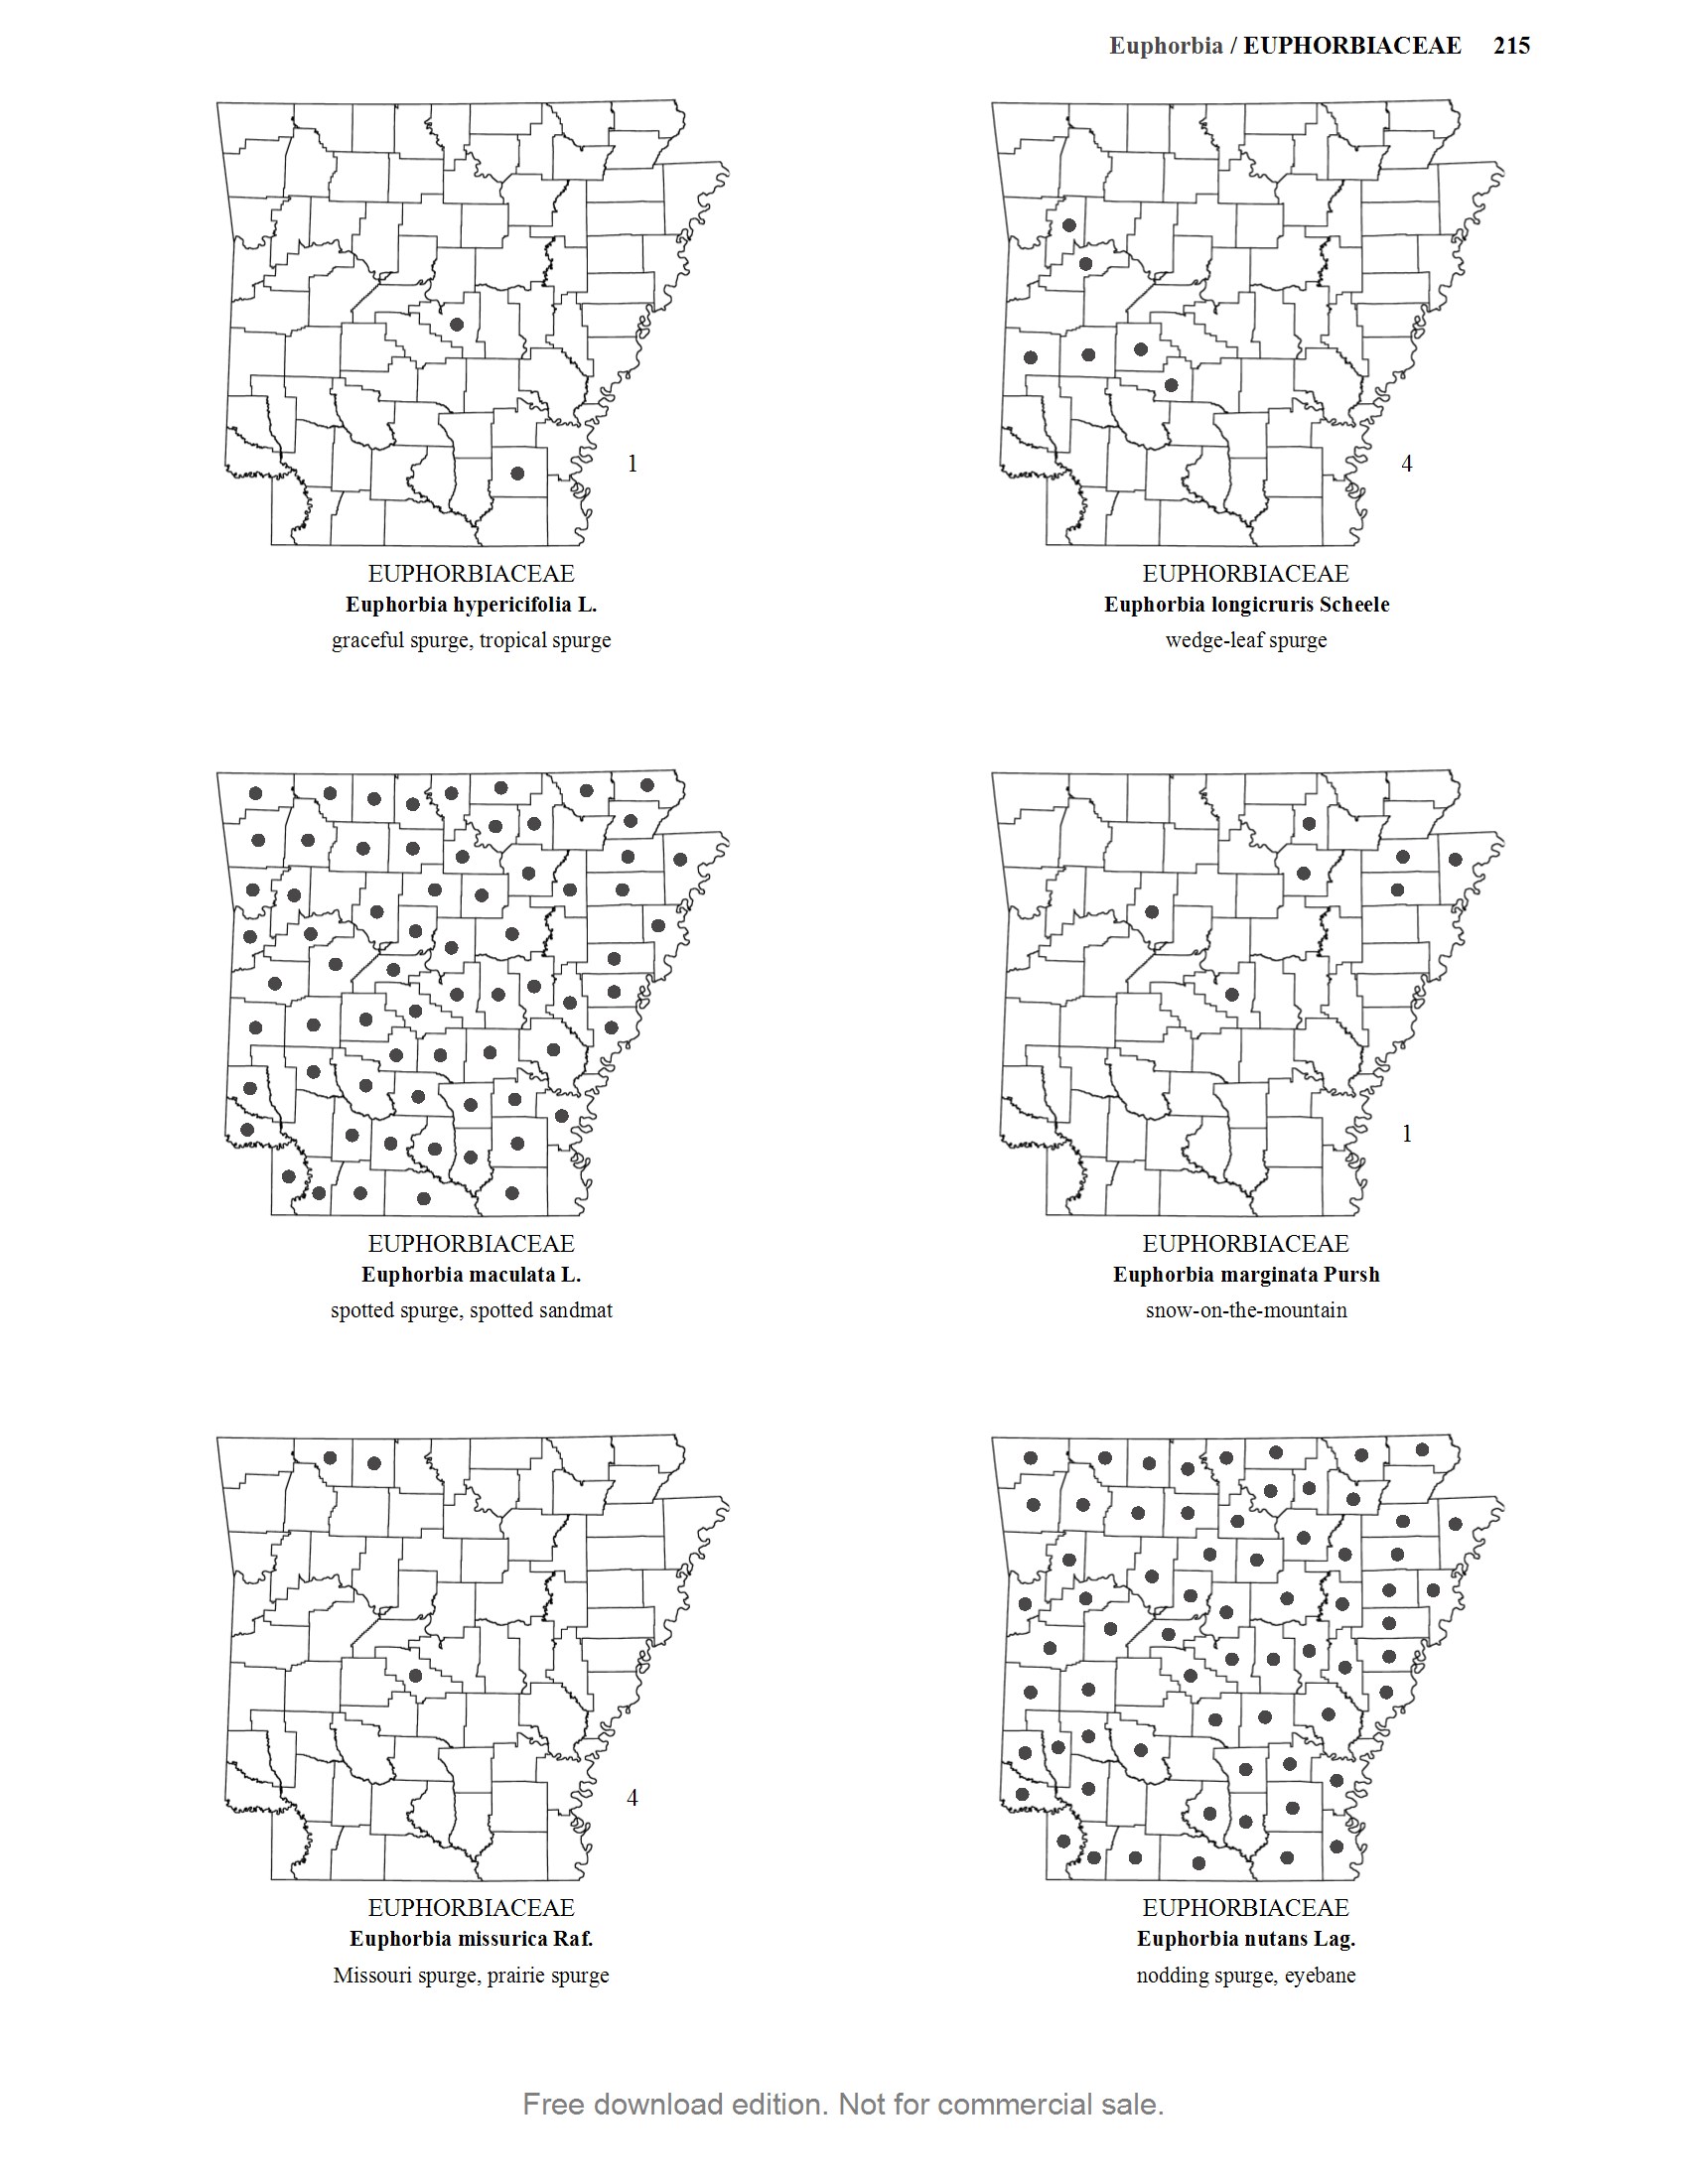 Euphorbia / EUPHORBIACEAE 215
1
EUPHORBIACEAE
Euphorbia hypericifolia L.
graceful spurge, tropical spurge
4
EUPHORBIACEAE
Euphorbia longicruris Scheele
wedge-leaf spurge
EUPHORBIACEAE
Euphorbia maculata L.
spotted spurge, spotted sandmat
1
EUPHORBIACEAE
Euphorbia marginata Pursh
snow-on-the-mountain
4
EUPHORBIACEAE
Euphorbia missurica Raf.
Missouri spurge, prairie spurge
EUPHORBIACEAE
Euphorbia nutans Lag.
nodding spurge, eyebane
Free download edition. Not for commercial sale.